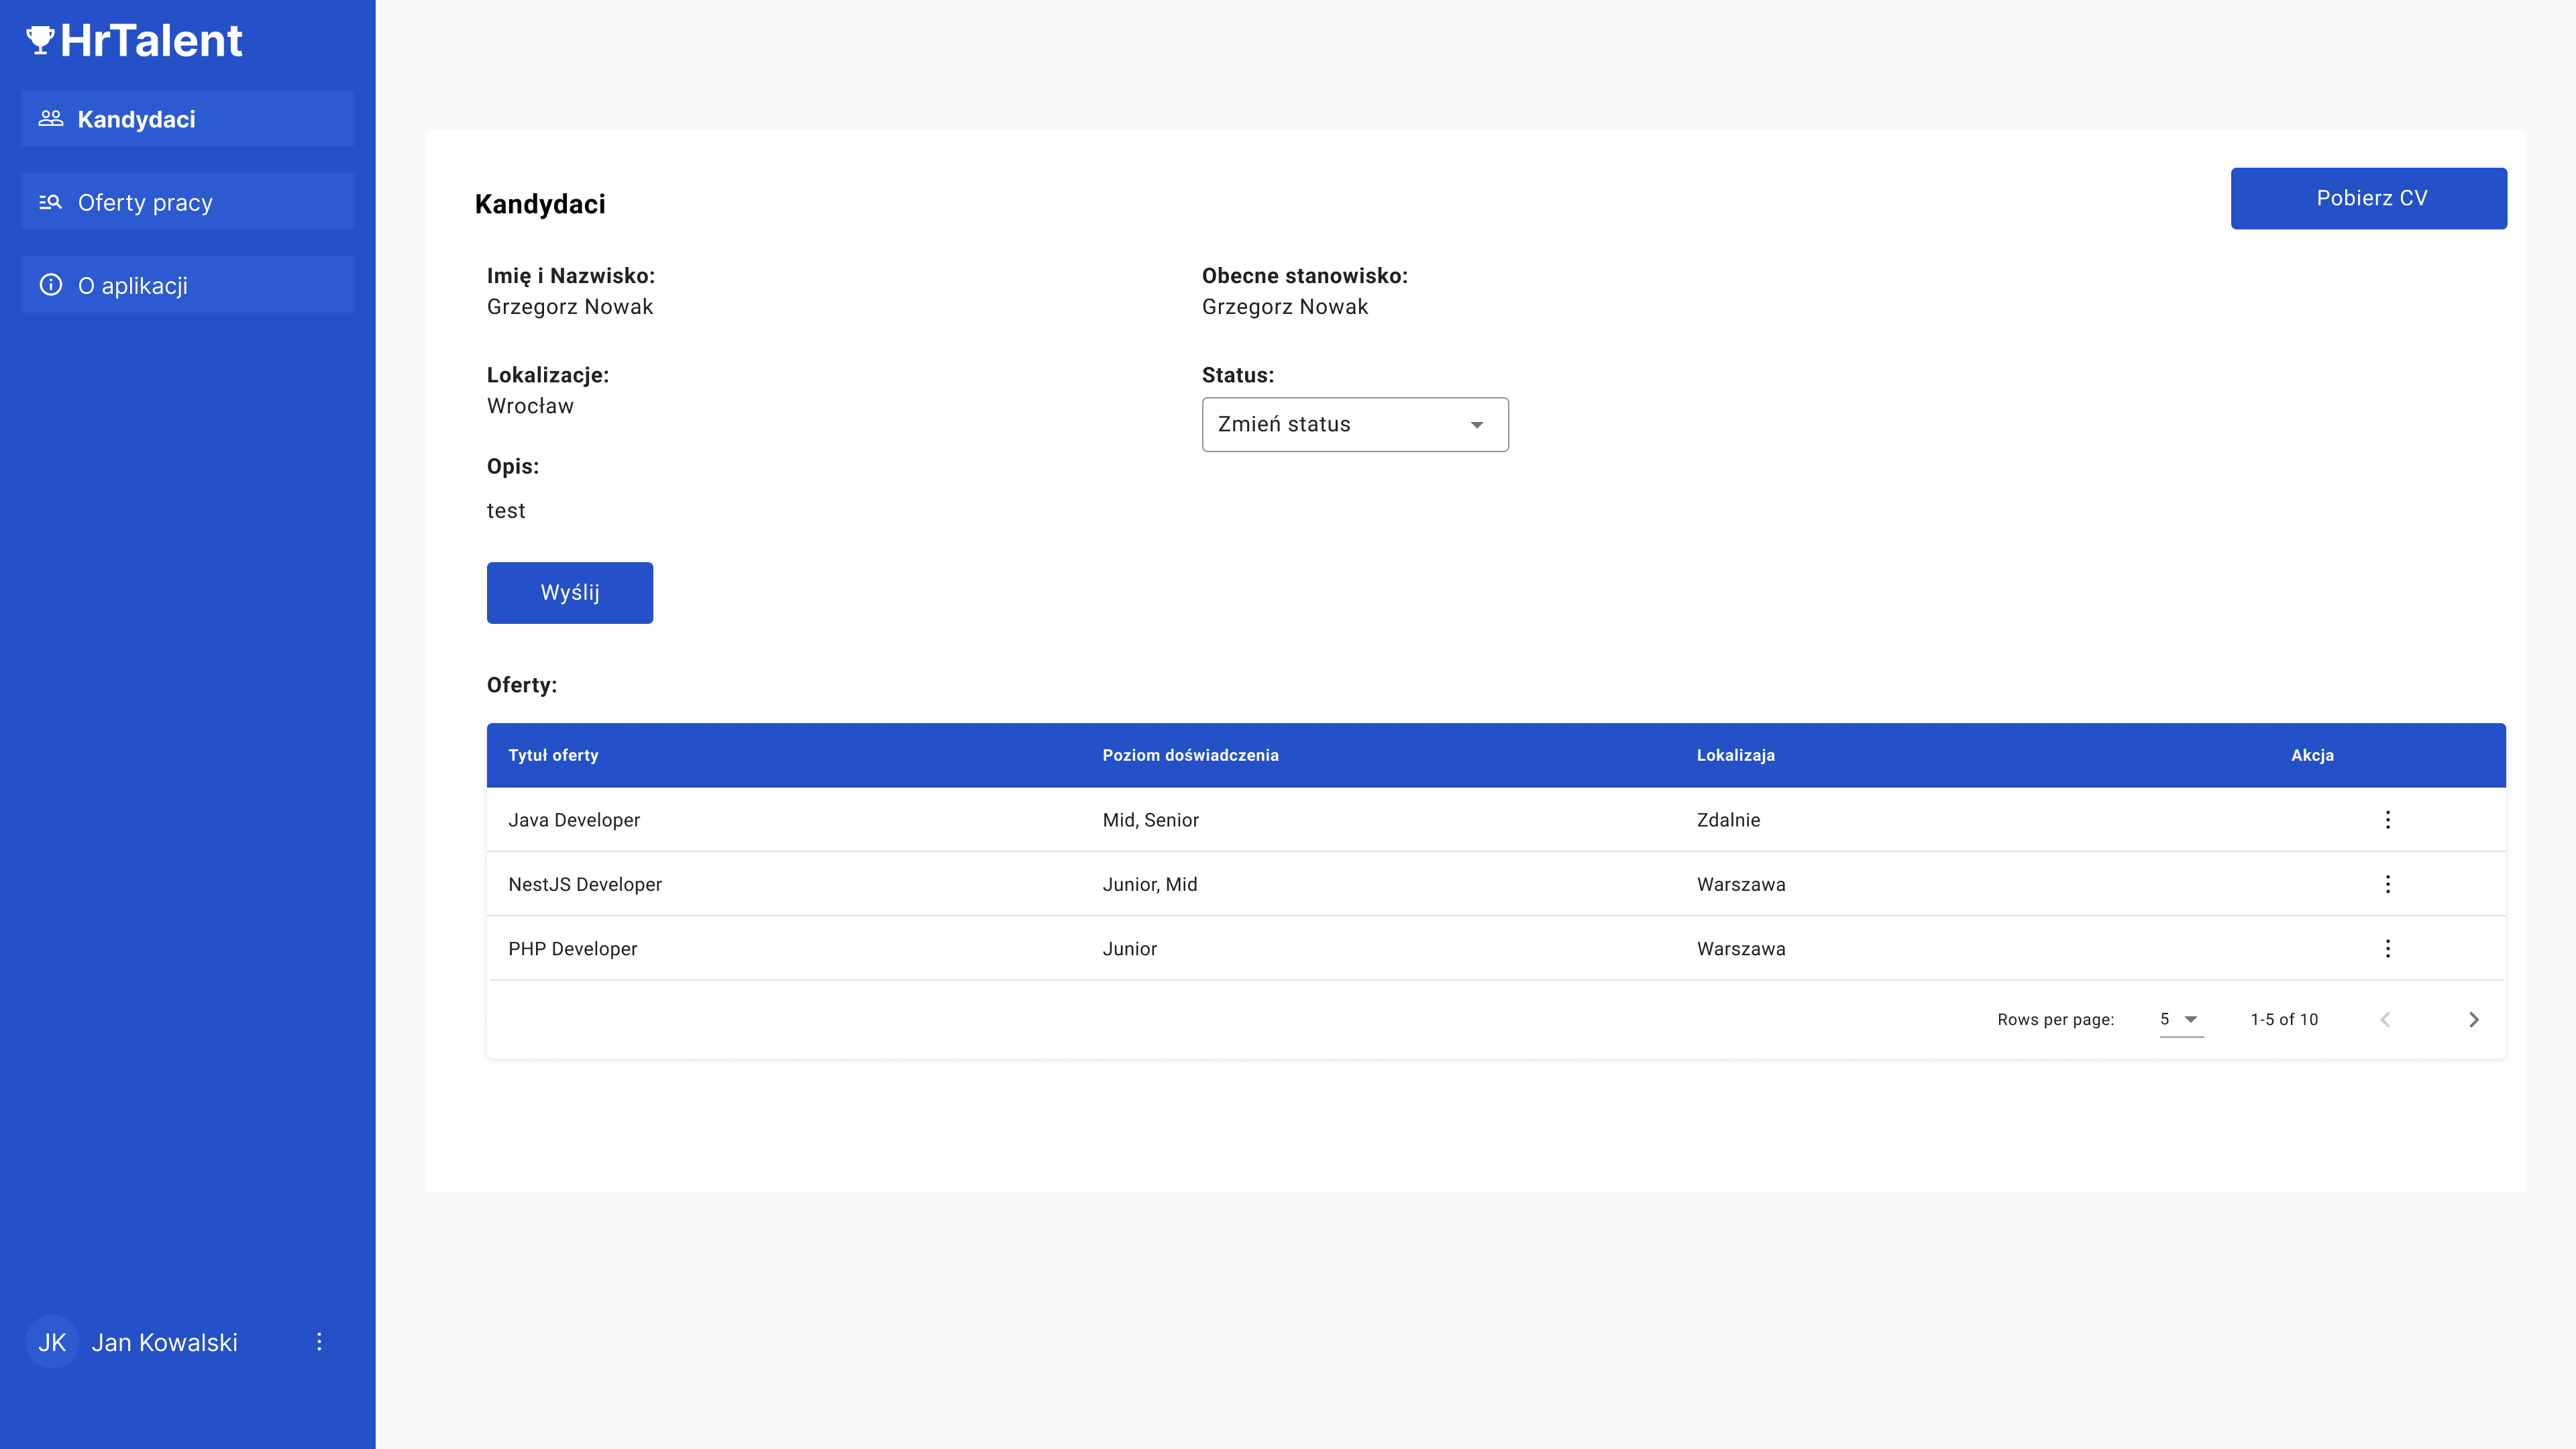 HrTalent
Kandydaci
Oferty pracy
O aplikacji
JK Jan Kowalski
Kandydaci
Pobierz CV
Imię i Nazwisko:
Grzegorz Nowak
Obecne stanowisko:
Grzegorz Nowak
Lokalizacje:
Wrocław
Status:
Zmień status
Opis:
test
Wyślij
Oferty:
Tytuł oferty Poziom doświadczenia Lokalizaja Akcja
Java Developer Mid, Senior Zdalnie
NestJS Developer Junior, Mid Warszawa
PHP Developer Junior Warszawa
Rows per page: 5 1-5 of 10